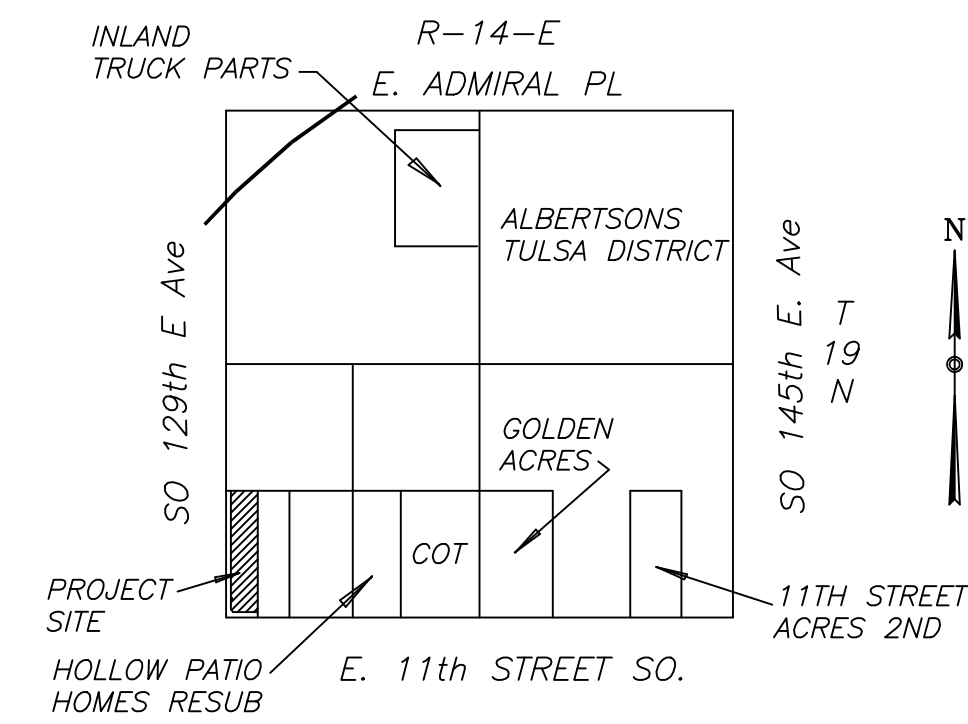 INLAND
TRUCK PARTS
R-14-E
E. ADMIRAL PL
ALBERTSONS
TULSA DISTRICT
SO 129th E Ave
SO 145th E. Ave
T
19
N
N
GOLDEN
ACRES
COT
PROJECT
SITE
11TH STREET
ACRES 2ND
HOLLOW PATIO
HOMES RESUB
E. 11th STREET SO.